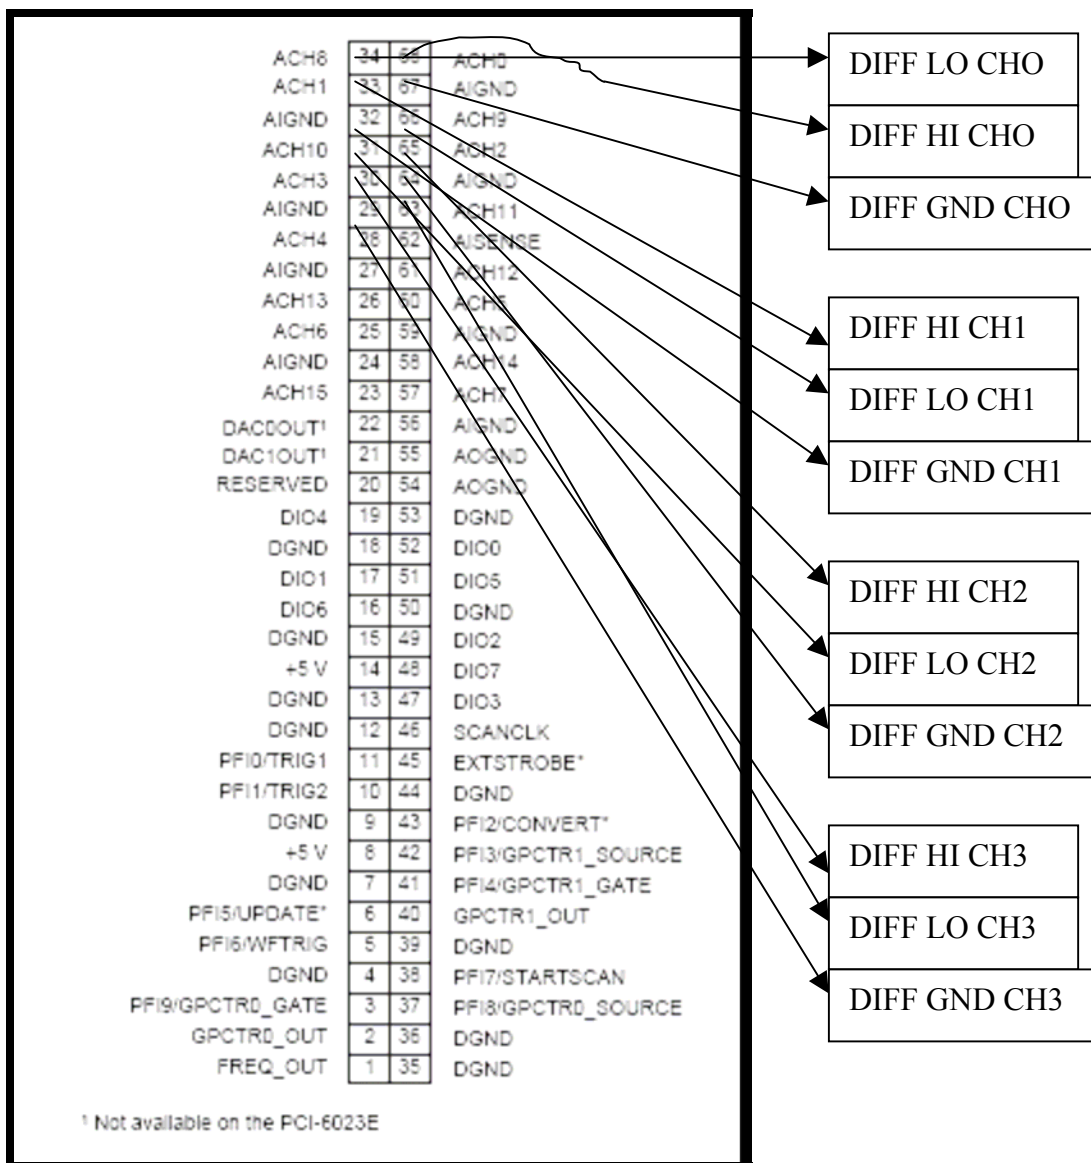 ACH8 34 68 ACH0
ACH1 33 67 AIGND
AIGND 32 66 ACH9
ACH10 31 65 ACH2
ACH3 30 64 AIGND
AIGND 29 63 ACH11
ACH4 28 62 AISENSE
AIGND 27 61 ACH12
ACH13 26 60 ACH5
ACH6 25 59 AIGND
AIGND 24 58 ACH14
ACH15 23 57 ACH7
DAC0OUT¹ 22 56 AIGND
DAC1OUT¹ 21 55 AOGND
RESERVED 20 54 AOGND
DIO4 19 53 DGND
DGND 18 52 DIO0
DIO1 17 51 DIO5
DIO6 16 50 DGND
DGND 15 49 DIO2
+5 V 14 48 DIO7
DGND 13 47 DIO3
DGND 12 46 SCANCLK
PFI0/TRIG1 11 45 EXTSTROBE*
PFI1/TRIG2 10 44 DGND
DGND 9 43 PFI2/CONVERT*
+5 V 8 42 PFI3/GPCTR1_SOURCE
DGND 7 41 PFI4/GPCTR1_GATE
PFI5/UPDATE* 6 40 GPCTR1_OUT
PFI6/WFTRIG 5 39 DGND
DGND 4 38 PFI7/STARTSCAN
PFI9/GPCTR0_GATE 3 37 PFI8/GPCTR0_SOURCE
GPCTR0_OUT 2 36 DGND
FREQ_OUT 1 35 DGND
¹ Not available on the PCI-6023E
DIFF LO CHO
DIFF HI CHO
DIFF GND CHO
DIFF HI CH1
DIFF LO CH1
DIFF GND CH1
DIFF HI CH2
DIFF LO CH2
DIFF GND CH2
DIFF HI CH3
DIFF LO CH3
DIFF GND CH3